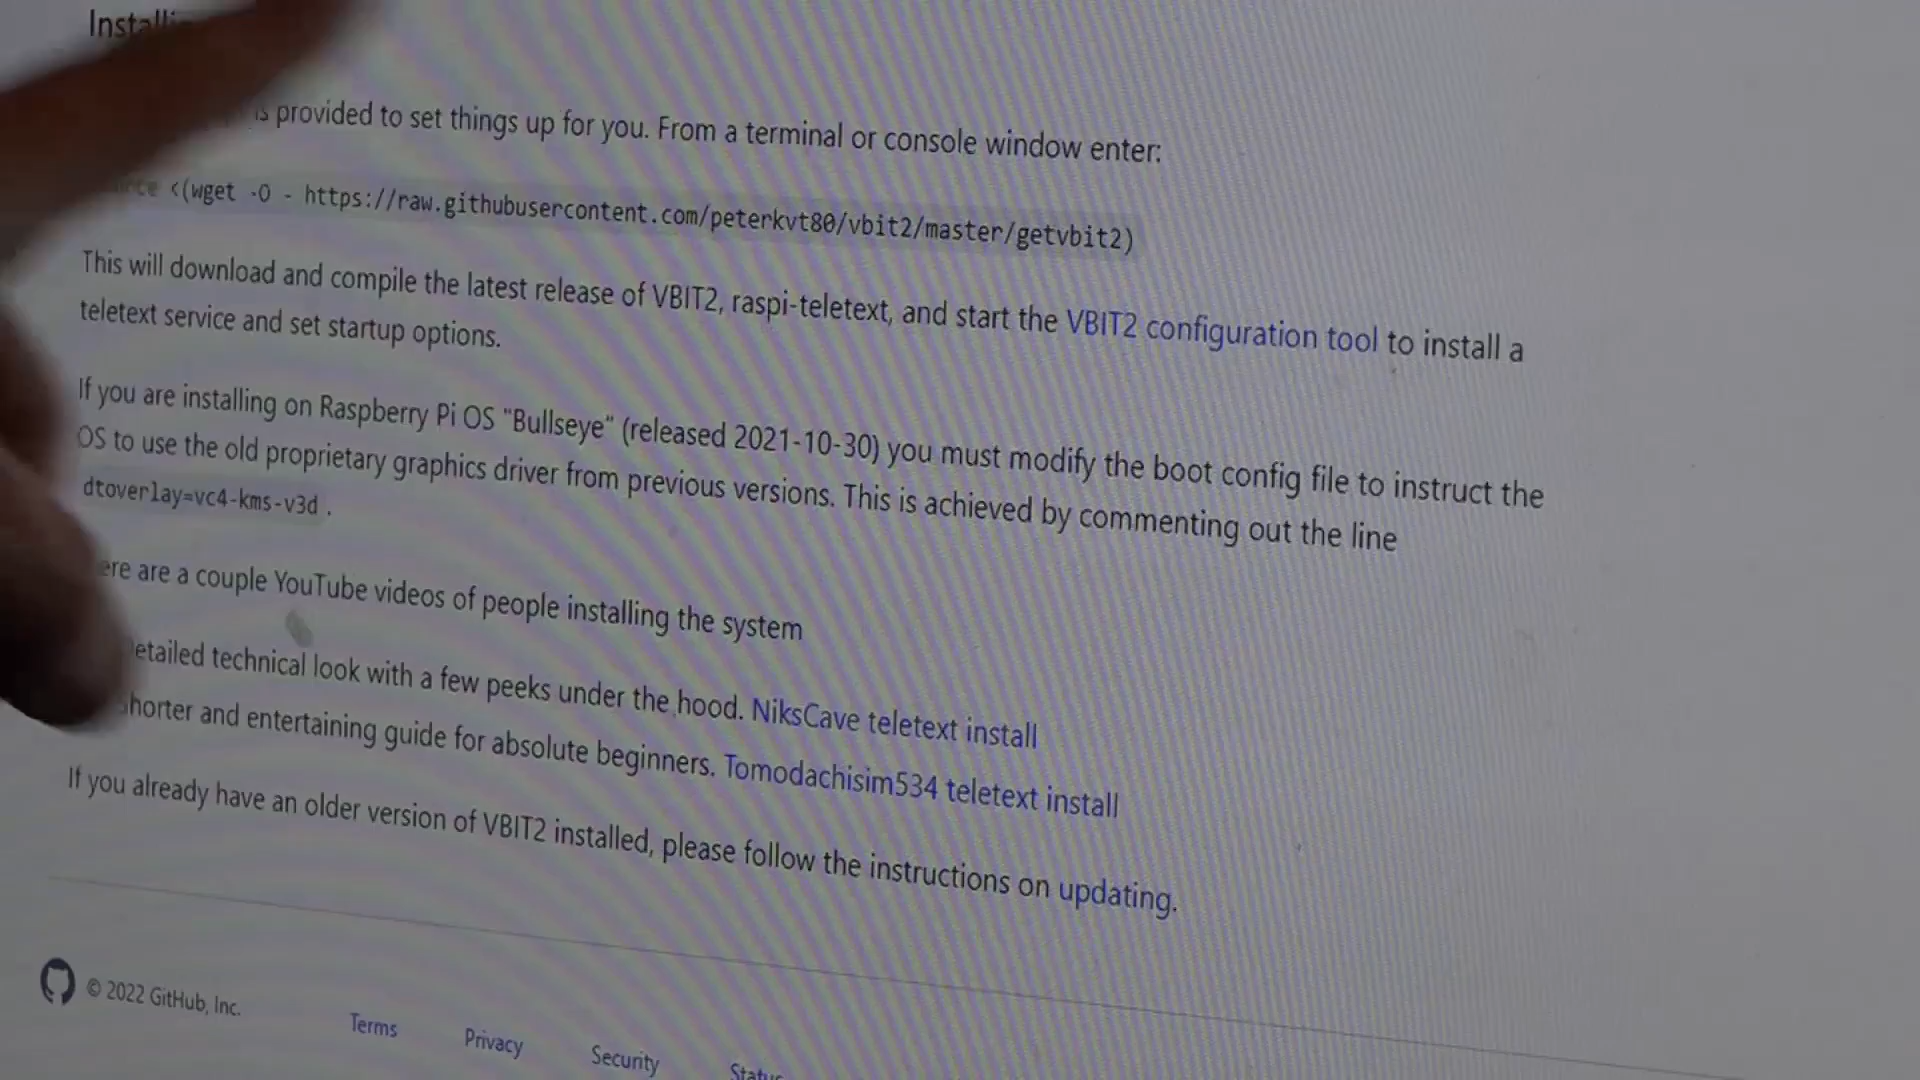 provided to set things up for you. From a terminal or console window enter:
<(wget -O - https://raw.githubusercontent.com/peterkvt80/vbit2/master/getvbit2)
This will download and compile the latest release of VBIT2, raspi-teletext, and start the VBIT2 configuration tool to install a
teletext service and set startup options.
If you are installing on Raspberry Pi OS "Bullseye" (released 2021-10-30) you must modify the boot config file to instruct the
OS to use the old proprietary graphics driver from previous versions. This is achieved by commenting out the line
dtoverlay=vc4-kms-v3d .
are a couple YouTube videos of people installing the system
technical look with a few peeks under the hood. NiksCave teletext install
and entertaining guide for absolute beginners. Tomodachisim534 teletext install
If you already have an older version of VBIT2 installed, please follow the instructions on updating.
© 2022 GitHub, Inc.
Terms
Privacy
Security
Status